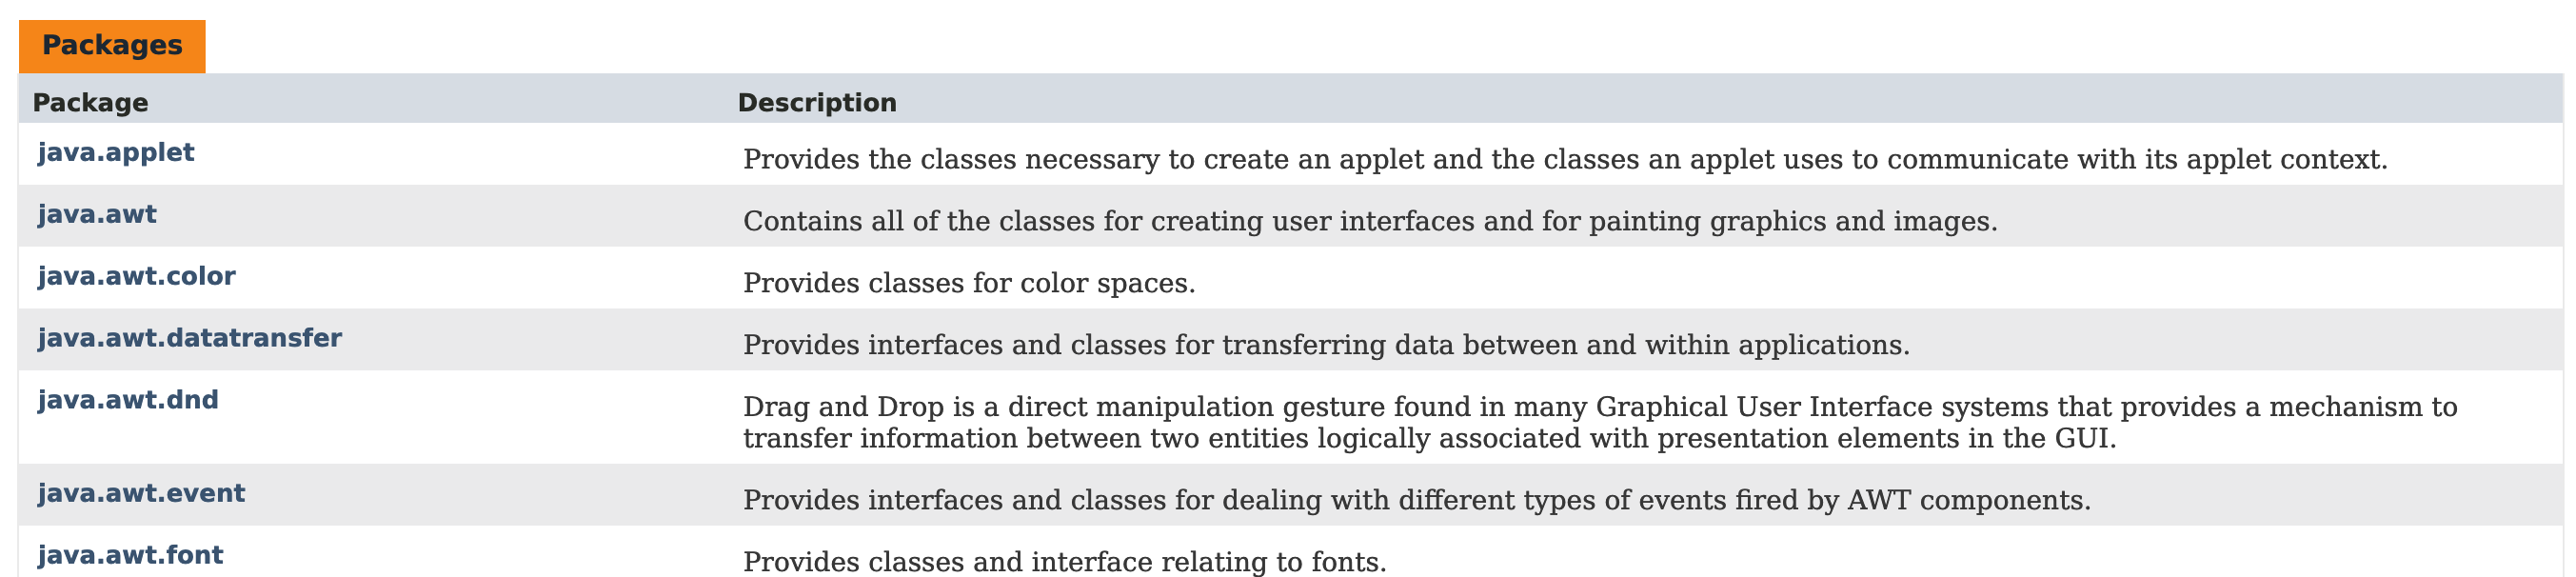 Packages
Package Description
java.applet Provides the classes necessary to create an applet and the classes an applet uses to communicate with its applet context.
java.awt Contains all of the classes for creating user interfaces and for painting graphics and images.
java.awt.color Provides classes for color spaces.
java.awt.datatransfer Provides interfaces and classes for transferring data between and within applications.
java.awt.dnd Drag and Drop is a direct manipulation gesture found in many Graphical User Interface systems that provides a mechanism to
transfer information between two entities logically associated with presentation elements in the GUI.
java.awt.event Provides interfaces and classes for dealing with different types of events fired by AWT components.
java.awt.font Provides classes and interface relating to fonts.